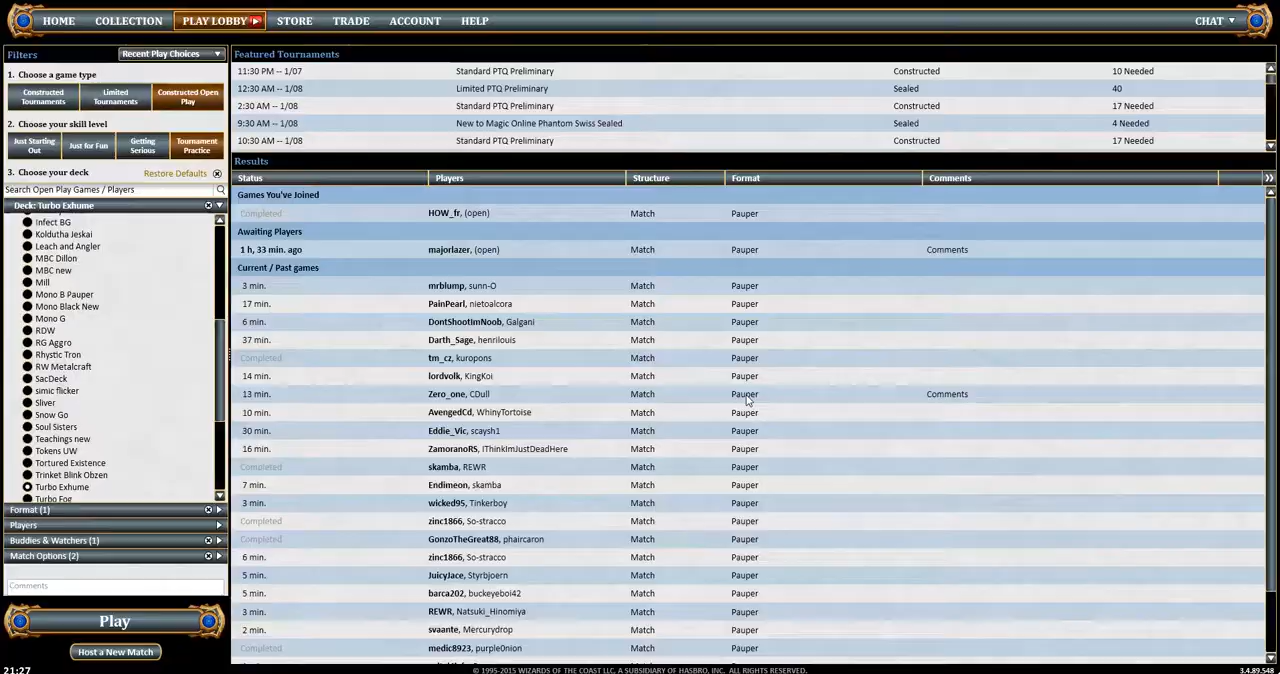 HOME COLLECTION PLAY LOBBY STORE TRADE ACCOUNT HELP CHAT
Filters Recent Play Choices
1. Choose a game type
Constructed Tournaments Limited Tournaments Constructed Open Play
2. Choose your skill level
Just Starting Out Just for Fun Getting Serious Tournament Practice
3. Choose your deck Restore Defaults
Search Open Play Games / Players
Deck: Turbo Exhume
Infect BG
Koldutha Jeskai
Leach and Angler
MBC Dillon
MBC new
Mill
Mono B Pauper
Mono Black New
Mono G
RDW
RG Aggro
Rhystic Tron
RW Metalcraft
SacDeck
simic flicker
Sliver
Snow Go
Soul Sisters
Teachings new
Tokens UW
Tortured Existence
Trinket Blink Obzen
Turbo Exhume
Turbo Fog
Format (1)
Players
Buddies & Watchers (1)
Match Options (2)
Comments
Play
Host a New Match
21:27
Featured Tournaments
11:30 PM -- 1/07 Standard PTQ Preliminary Constructed 10 Needed
12:30 AM -- 1/08 Limited PTQ Preliminary Sealed 40
2:30 AM -- 1/08 Standard PTQ Preliminary Constructed 17 Needed
9:30 AM -- 1/08 New to Magic Online Phantom Swiss Sealed Sealed 4 Needed
10:30 AM -- 1/08 Standard PTQ Preliminary Constructed 17 Needed
Results
Status Players Structure Format Comments
Games You've Joined
Completed HOW_fr, (open) Match Pauper
Awaiting Players
1 h, 33 min. ago majorlazer, (open) Match Pauper Comments
Current / Past games
3 min. mrblump, sunn-O Match Pauper
17 min. PainPearl, nietoalcora Match Pauper
6 min. DontShootImNoob, Galgani Match Pauper
37 min. Darth_Sage, henrilouis Match Pauper
Completed tm_cz, kuropons Match Pauper
14 min. lordvolk, KingKoi Match Pauper
13 min. Zero_one, CDull Match Pauper Comments
10 min. AvengedCd, WhinyTortoise Match Pauper
30 min. Eddie_Vic, scaysh1 Match Pauper
16 min. ZamoranoRS, IThinkImJustDeadHere Match Pauper
Completed skamba, REWR Match Pauper
7 min. Endimeon, skamba Match Pauper
3 min. wicked95, Tinkerboy Match Pauper
Completed zinc1866, So-stracco Match Pauper
Completed GonzoTheGreat88, phaircaron Match Pauper
6 min. zinc1866, So-stracco Match Pauper
5 min. JuicyJace, Styrbjoern Match Pauper
5 min. barca202, buckeyeboi42 Match Pauper
3 min. REWR, Natsuki_Hinomiya Match Pauper
2 min. svaante, Mercurydrop Match Pauper
Completed medic8923, purple0nion Match Pauper
© 1995-2015 WIZARDS OF THE COAST LLC, A SUBSIDIARY OF HASBRO, INC. ALL RIGHTS RESERVED.
3.4.89.548